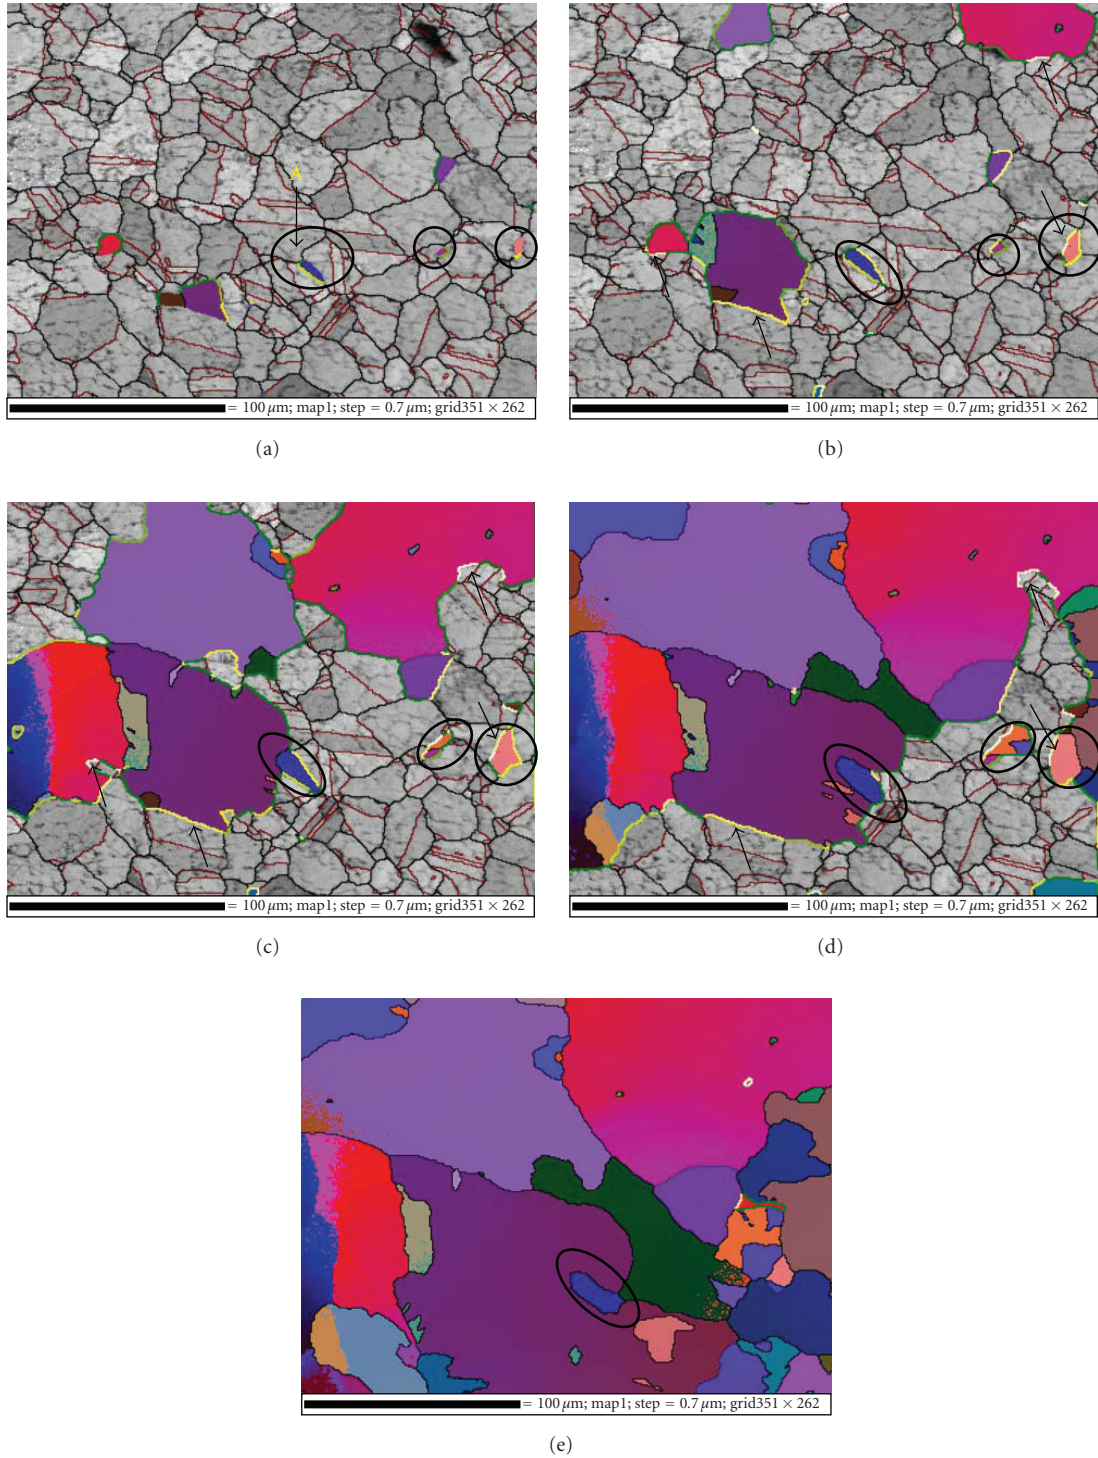 A
= 100 μm; map1; step = 0.7 μm; grid351 × 262
= 100 μm; map1; step = 0.7 μm; grid351 × 262
(a)
(b)
= 100 μm; map1; step = 0.7 μm; grid351 × 262
= 100 μm; map1; step = 0.7 μm; grid351 × 262
(c)
(d)
= 100 μm; map1; step = 0.7 μm; grid351 × 262
(e)